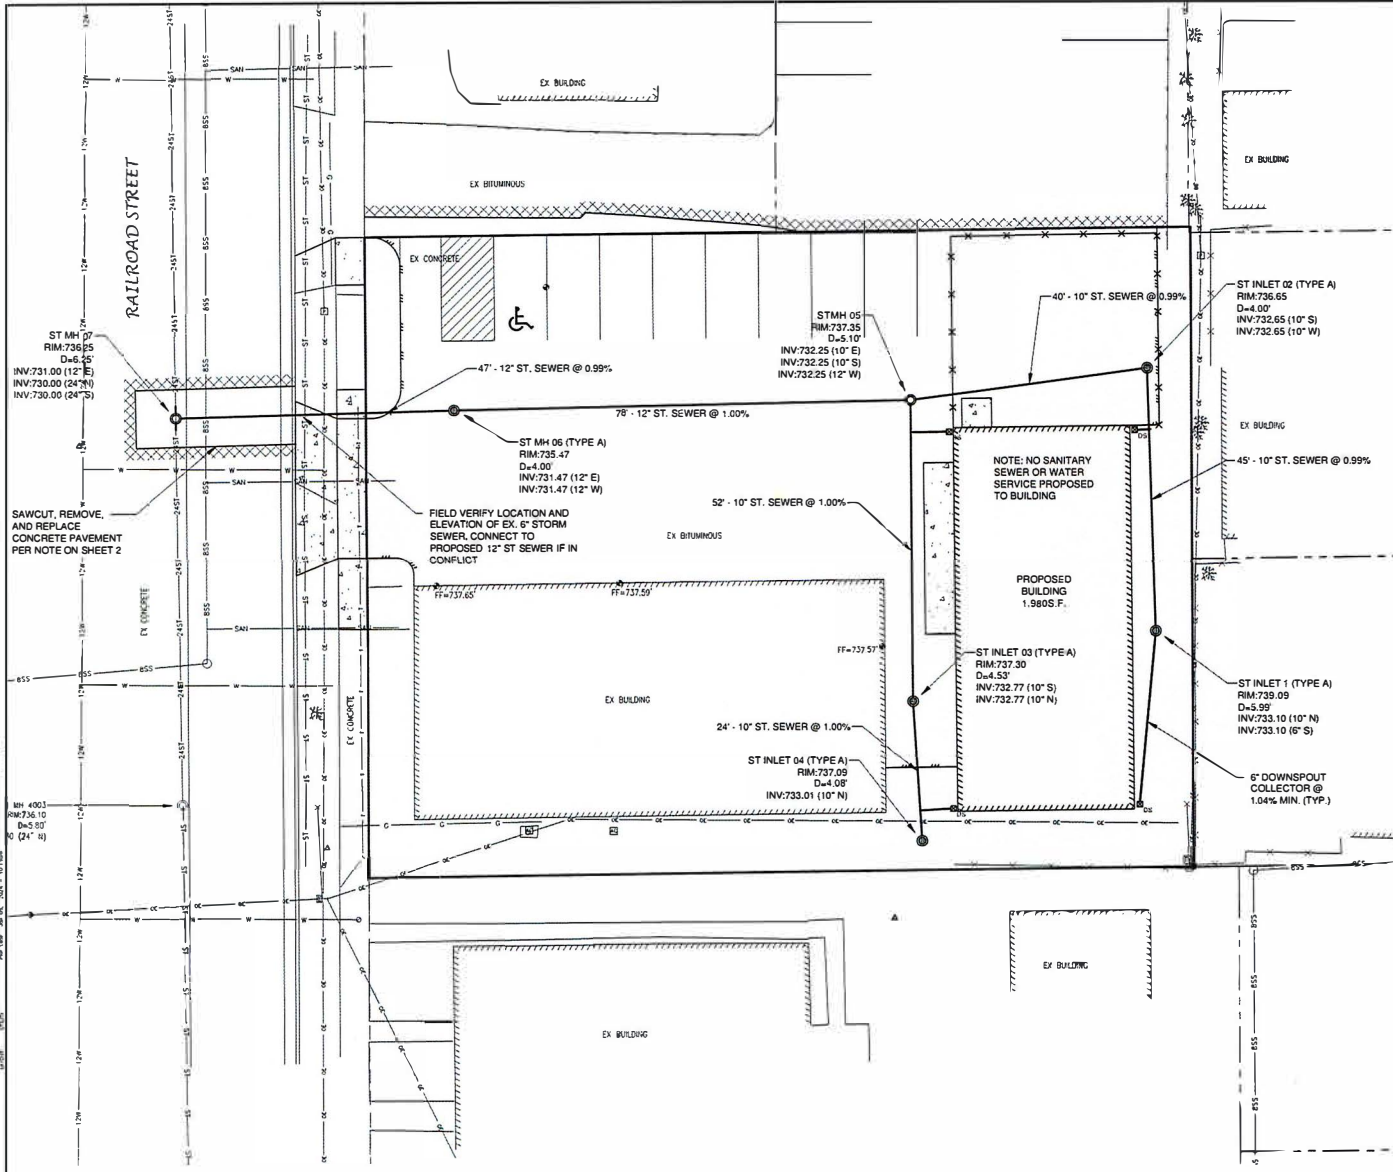 EX BUILDING
EX BUILDING
EX BITUMINOUS
RAILROAD STREET
EX CONCRETE
ST MH 07
RIM:736.25
D=6.25'
INV:731.00 (12" E)
INV:730.00 (24" N)
INV:730.00 (24" S)
47' - 12" ST. SEWER @ 0.99%
STMH 05
RIM:737.35
D=5.10'
INV:732.25 (10" E)
INV:732.25 (10" S)
INV:732.25 (12" W)
40' - 10" ST. SEWER @ 0.99%
ST INLET 02 (TYPE A)
RIM:736.65
D=4.00'
INV:732.65 (10" S)
INV:732.65 (10" W)
78' - 12" ST. SEWER @ 1.00%
ST MH 06 (TYPE A)
RIM:735.47
D=4.00'
INV:731.47 (12" E)
INV:731.47 (12" W)
EX BUILDING
DS
45' - 10" ST. SEWER @ 0.99%
NOTE: NO SANITARY
SEWER OR WATER
SERVICE PROPOSED
TO BUILDING
SAWCUT, REMOVE,
AND REPLACE
CONCRETE PAVEMENT
PER NOTE ON SHEET 2
FIELD VERIFY LOCATION AND
ELEVATION OF EX. 6" STORM
SEWER. CONNECT TO
PROPOSED 12" ST SEWER IF IN
CONFLICT
52' - 10" ST. SEWER @ 1.00%
EX BITUMINOUS
EX CONCRETE
FF=737.65'
FF=737.59'
PROPOSED
BUILDING
1.980S.F.
FF=737.57'
ST INLET 03 (TYPE A)
RIM:737.30
D=4.53'
INV:732.77 (10" S)
INV:732.77 (10" N)
ST INLET 1 (TYPE A)
RIM:739.09
D=5.99'
INV:733.10 (10" N)
INV:733.10 (6" S)
EX BUILDING
EX CONCRETE
24' - 10" ST. SEWER @ 1.00%
ST INLET 04 (TYPE A)
RIM:737.09
D=4.08'
INV:733.01 (10" N)
6" DOWNSPOUT
COLLECTOR @
1.04% MIN. (TYP.)
DS
DS
MH 4003
RIM:736.10
D=5.80'
(24" N)
EX BUILDING
EX BUILDING